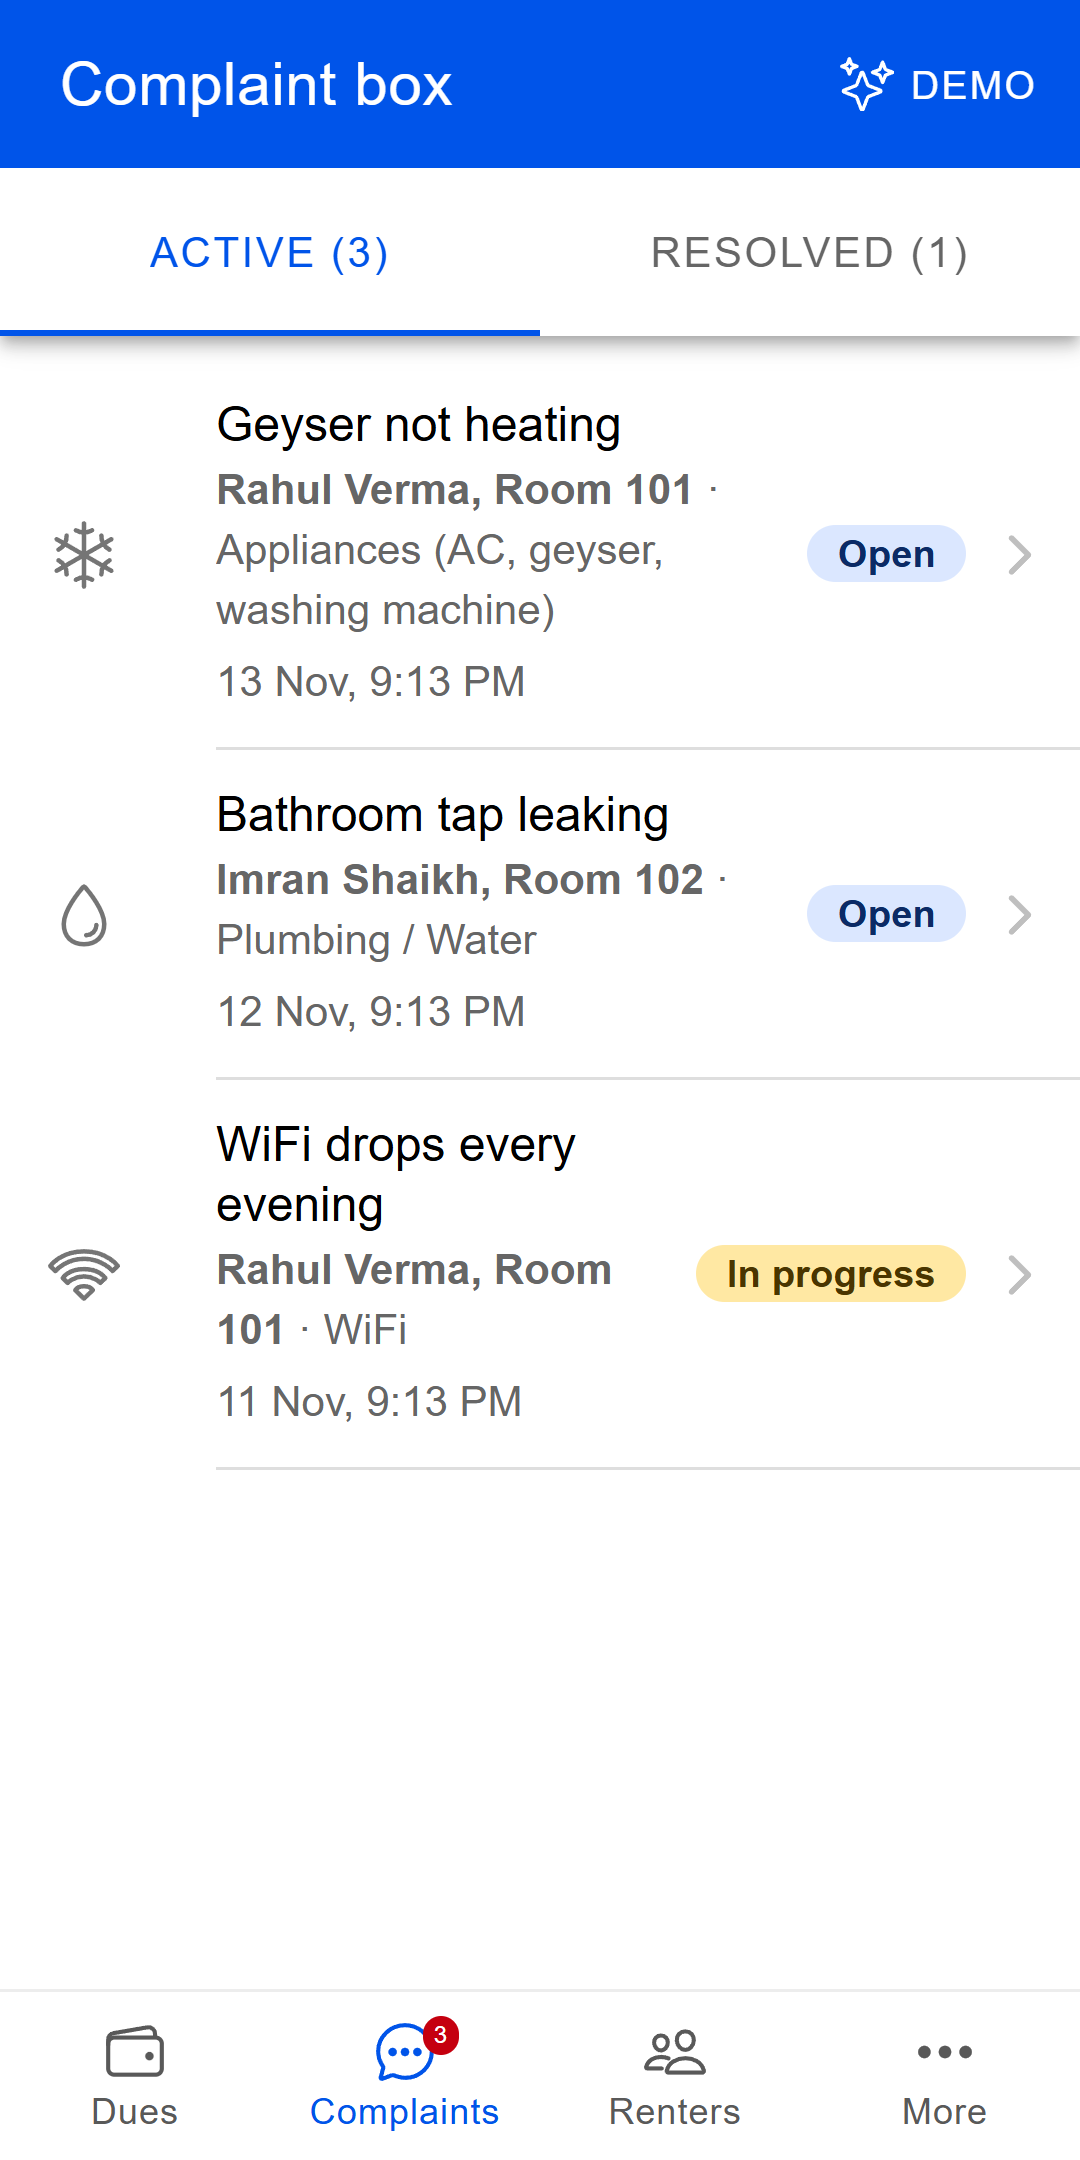 Complaint box
DEMO
ACTIVE (3)
RESOLVED (1)
Geyser not heating
Rahul Verma, Room 101 ·
Appliances (AC, geyser,
washing machine)
13 Nov, 9:13 PM
Open
Bathroom tap leaking
Imran Shaikh, Room 102 ·
Plumbing / Water
12 Nov, 9:13 PM
Open
WiFi drops every
evening
Rahul Verma, Room
101 · WiFi
11 Nov, 9:13 PM
In progress
Dues
3
Complaints
Renters
More